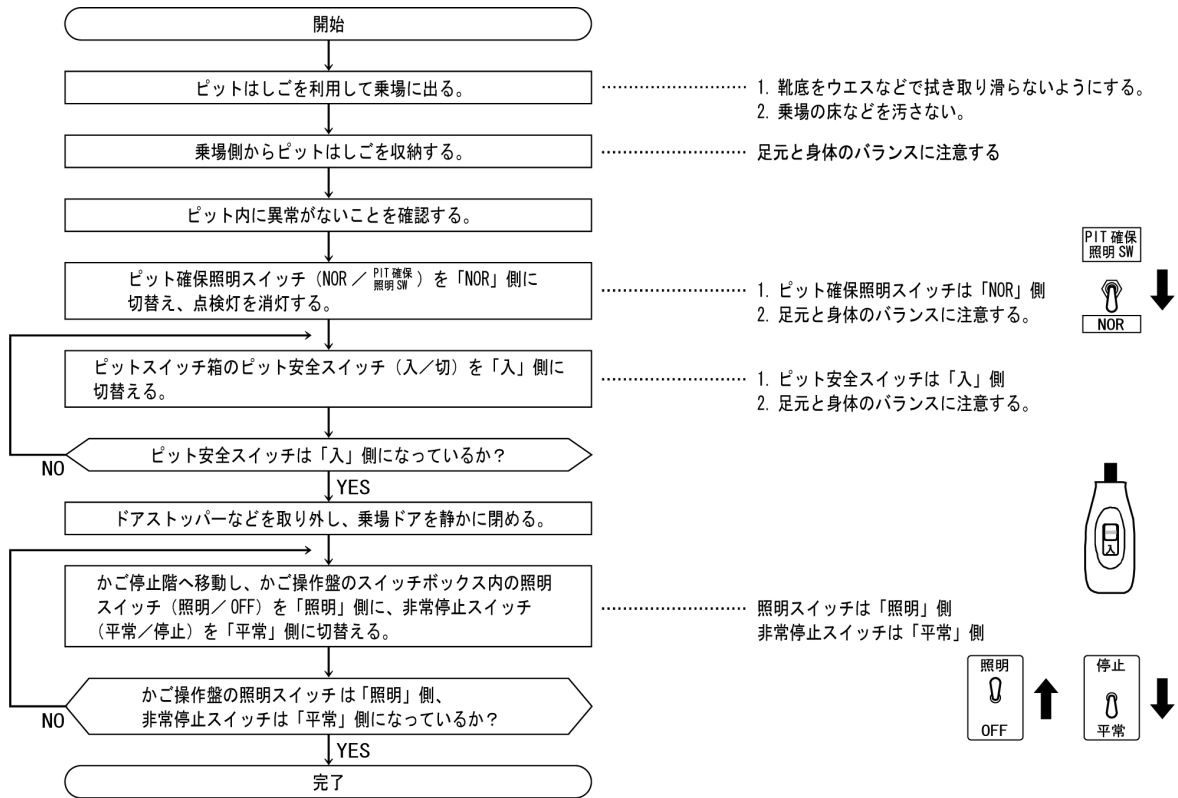 開始
ピットはしごを利用して乗場に出る。
1. 靴底をウエスなどで拭き取り滑らないようにする。
2. 乗場の床などを汚さない。
乗場側からピットはしごを収納する。
足元と身体のバランスに注意する
ピット内に異常がないことを確認する。
ピット確保照明スイッチ（NOR／PIT確保照明SW）を「NOR」側に
切替え、点検灯を消灯する。
1. ピット確保照明スイッチは「NOR」側
2. 足元と身体のバランスに注意する。
PIT確保
照明SW
NOR
ピットスイッチ箱のピット安全スイッチ（入／切）を「入」側に
切替える。
1. ピット安全スイッチは「入」側
2. 足元と身体のバランスに注意する。
ピット安全スイッチは「入」側になっているか？
NO
YES
入
ドアストッパーなどを取り外し、乗場ドアを静かに閉める。
かご停止階へ移動し、かご操作盤のスイッチボックス内の照明
スイッチ（照明／OFF）を「照明」側に、非常停止スイッチ
（平常／停止）を「平常」側に切替える。
照明スイッチは「照明」側
非常停止スイッチは「平常」側
照明
OFF
停止
平常
かご操作盤の照明スイッチは「照明」側、
非常停止スイッチは「平常」側になっているか？
NO
YES
完了